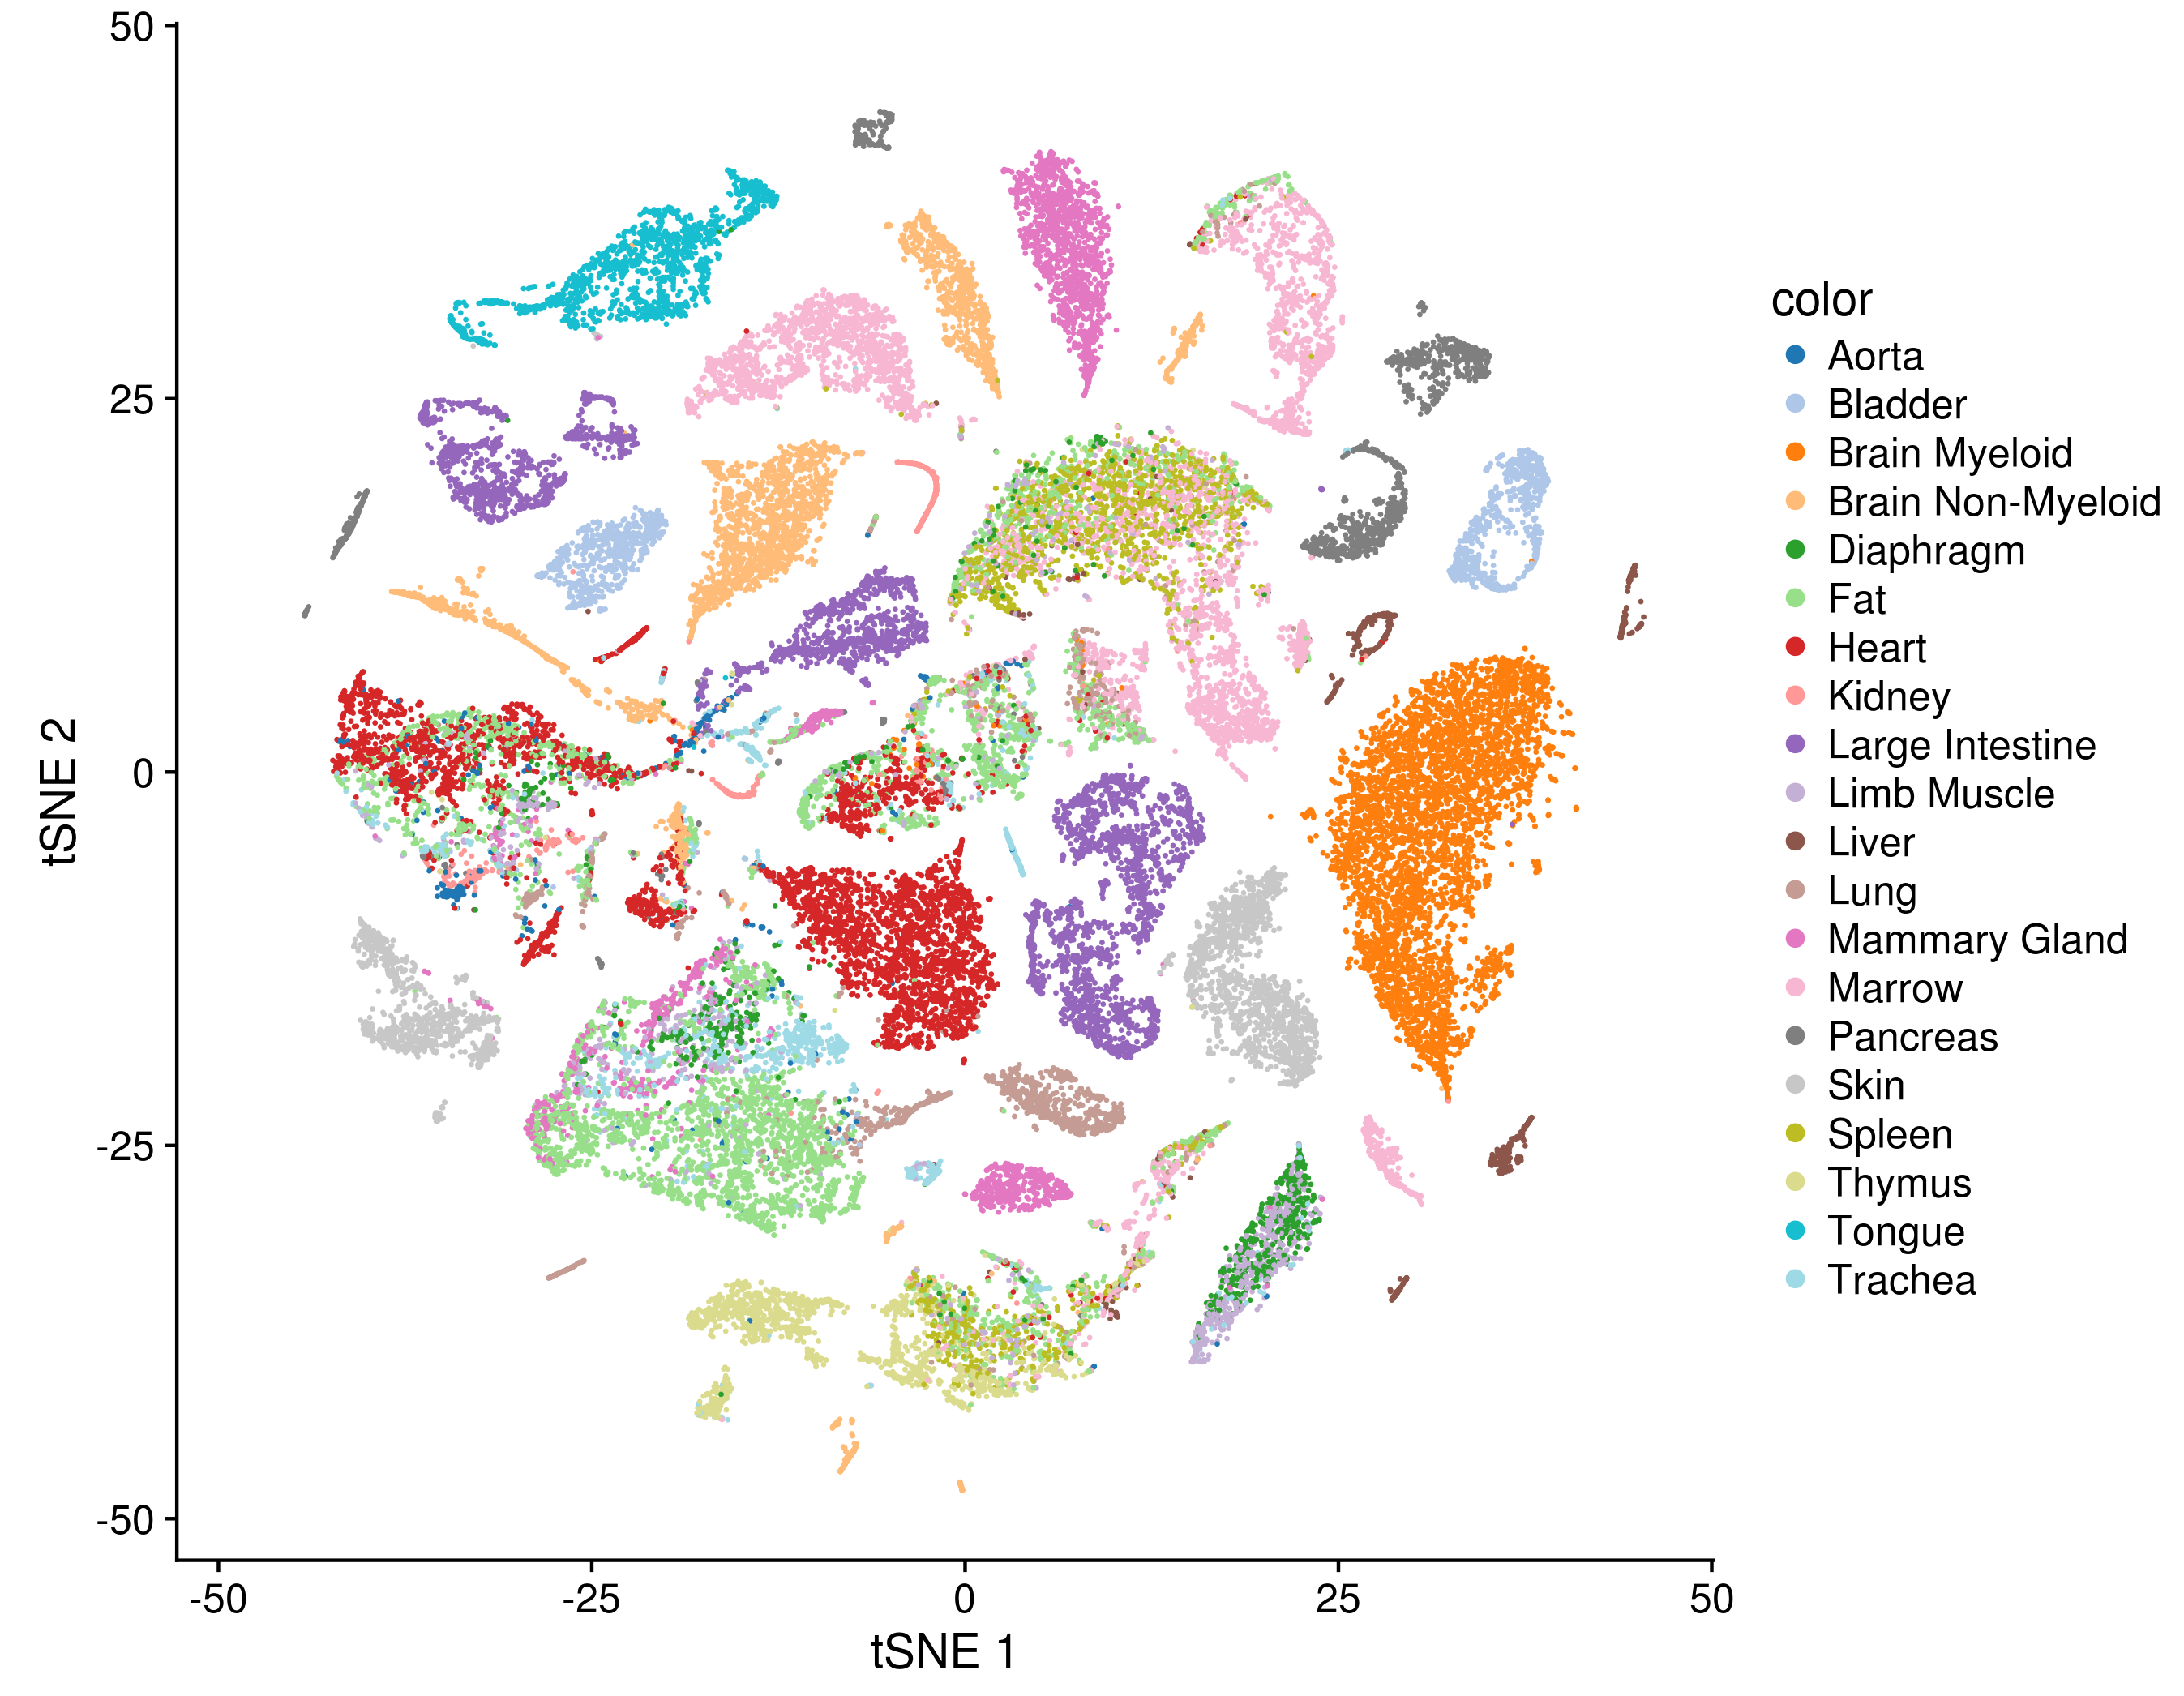 50
25
0
-25
-50
tSNE 2
-50
-25
0
25
50
tSNE 1
color
Aorta
Bladder
Brain Myeloid
Brain Non-Myeloid
Diaphragm
Fat
Heart
Kidney
Large Intestine
Limb Muscle
Liver
Lung
Mammary Gland
Marrow
Pancreas
Skin
Spleen
Thymus
Tongue
Trachea